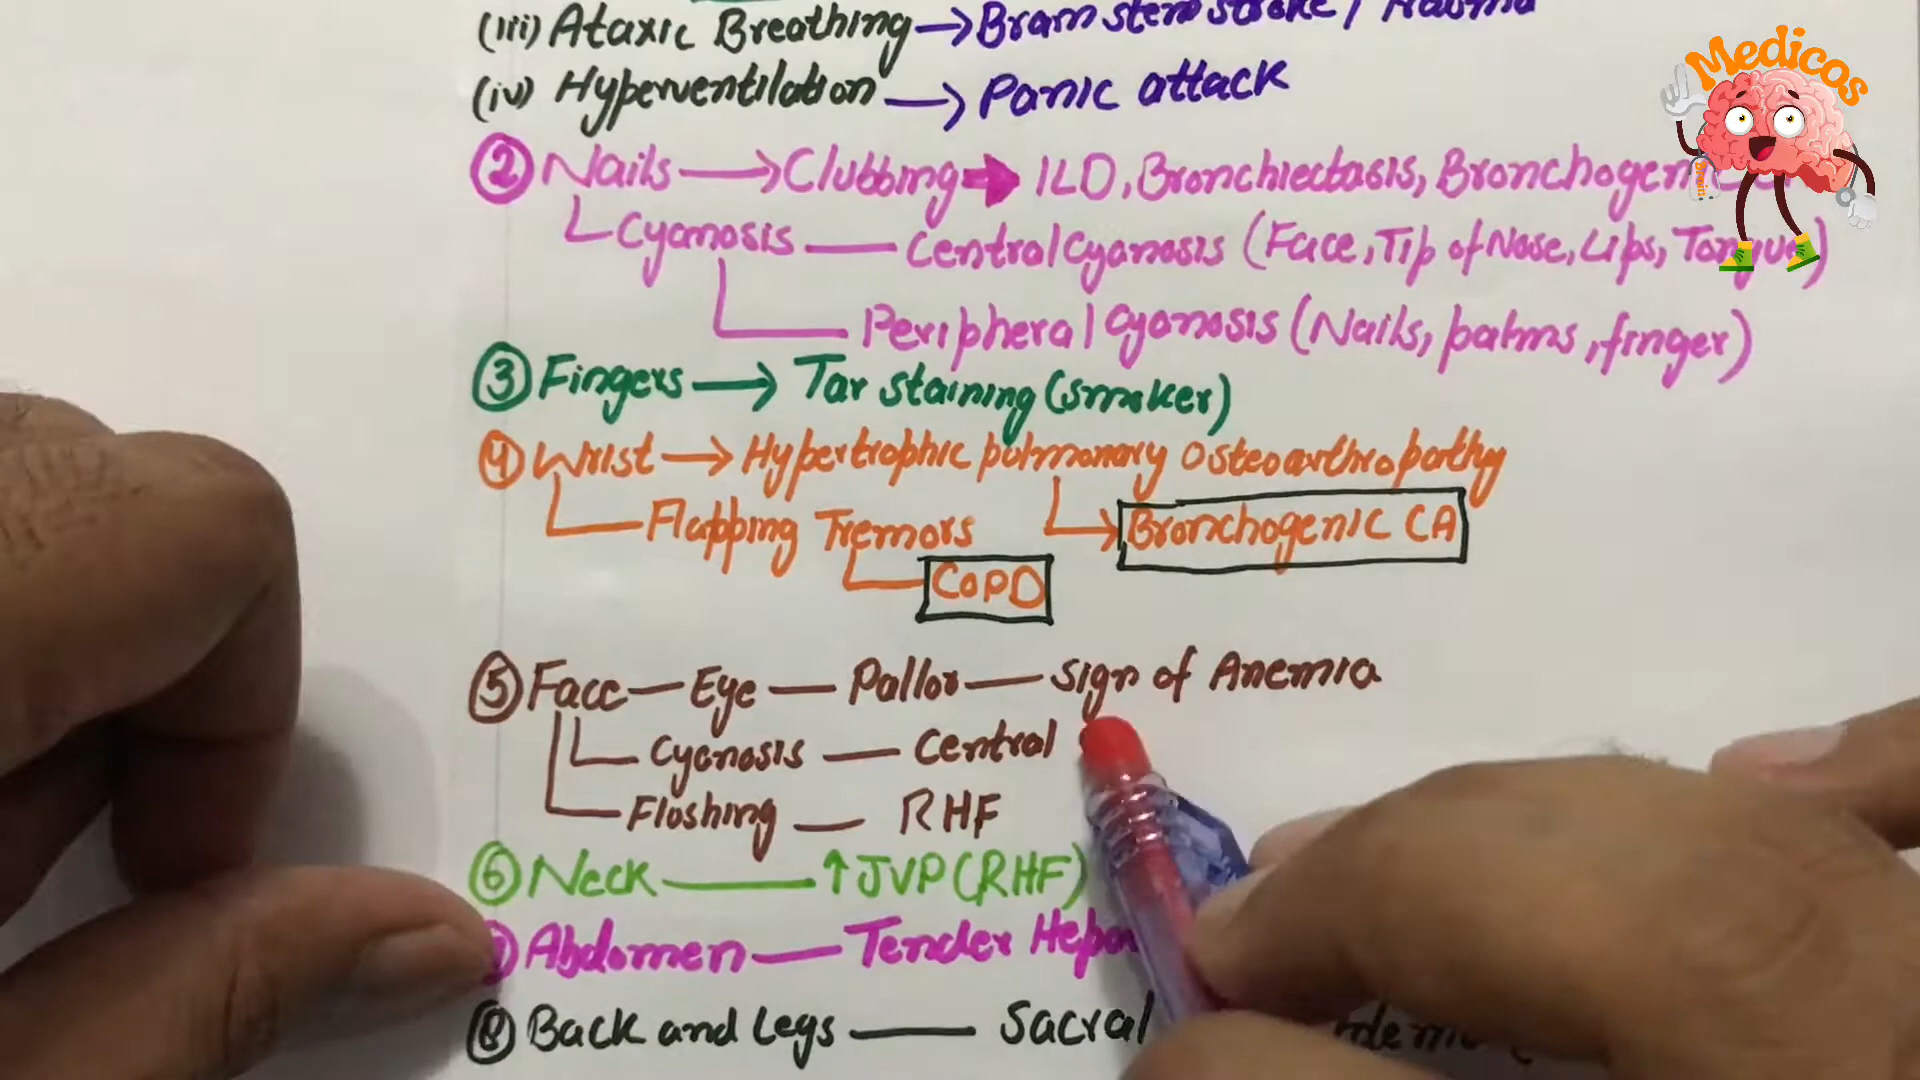 (iii) Ataxic Breathing → Brain stem stroke /
(iv) Hyperventilation → Panic attack
Medicos
② Nails → Clubbing → ILD, Bronchiectasis, Bronchogenic
Cyanosis — Central Cyanosis (Face, Tip of Nose, Lips, Tongue)
Peripheral Cyanosis (Nails, palms, finger)
③ Fingers → Tar staining (smoker)
④ Wrist → Hypertrophic pulmonary Osteoarthropathy
Flapping Tremors → Bronchogenic CA
COPD
⑤ Face — Eye — Pallor — Sign of Anemia
Cyanosis — Central
Floshing — RHF
⑥ Neck — ↑ JVP (RHF)
Abdomen — Tender
⑧ Back and Legs — Sacral